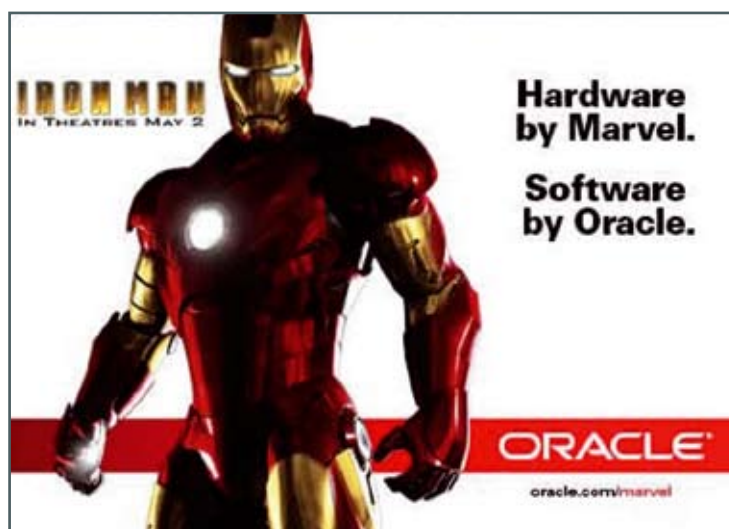 IRON MAN
IN THEATRES MAY 2
Hardware
by Marvel.
Software
by Oracle.
ORACLE®
oracle.com/marvel